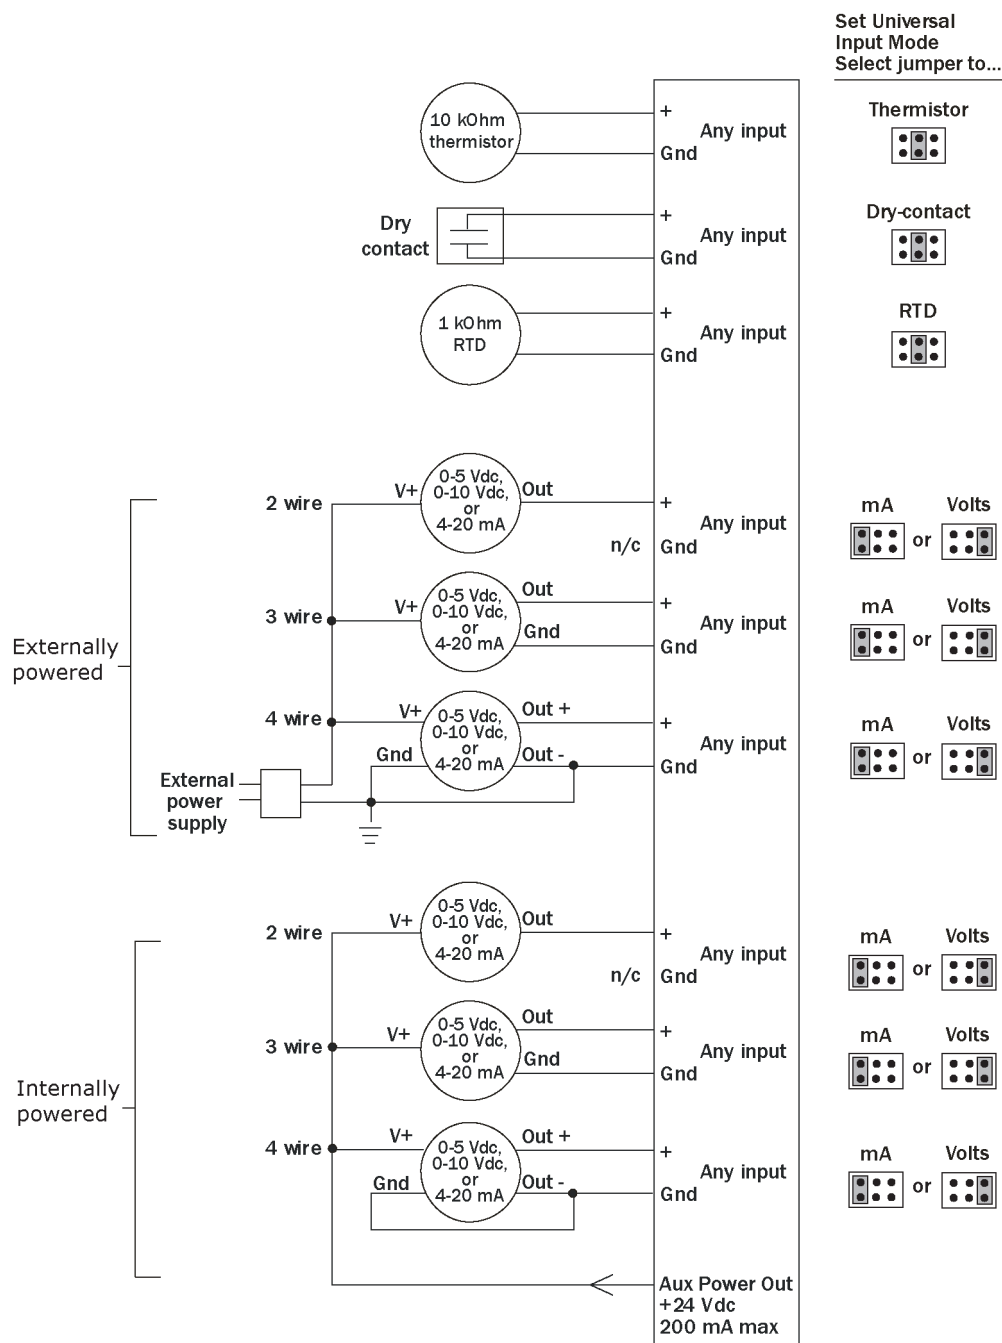 Set Universal
Input Mode
Select jumper to...
10 kOhm
thermistor
+
Any input
Gnd
Thermistor
Dry
contact
+
Any input
Gnd
Dry-contact
1 kOhm
RTD
+
Any input
Gnd
RTD
Externally
powered
2 wire
V+
0-5 Vdc,
0-10 Vdc,
or
4-20 mA
Out
n/c
+
Any input
Gnd
mA
or
Volts
3 wire
V+
0-5 Vdc,
0-10 Vdc,
or
4-20 mA
Out
Gnd
+
Any input
Gnd
mA
or
Volts
4 wire
V+
Gnd
0-5 Vdc,
0-10 Vdc,
or
4-20 mA
Out +
Out -
+
Any input
Gnd
mA
or
Volts
External
power
supply
Internally
powered
2 wire
V+
0-5 Vdc,
0-10 Vdc,
or
4-20 mA
Out
n/c
+
Any input
Gnd
mA
or
Volts
3 wire
V+
0-5 Vdc,
0-10 Vdc,
or
4-20 mA
Out
Gnd
+
Any input
Gnd
mA
or
Volts
4 wire
V+
Gnd
0-5 Vdc,
0-10 Vdc,
or
4-20 mA
Out +
Out -
+
Any input
Gnd
mA
or
Volts
Aux Power Out
+24 Vdc
200 mA max